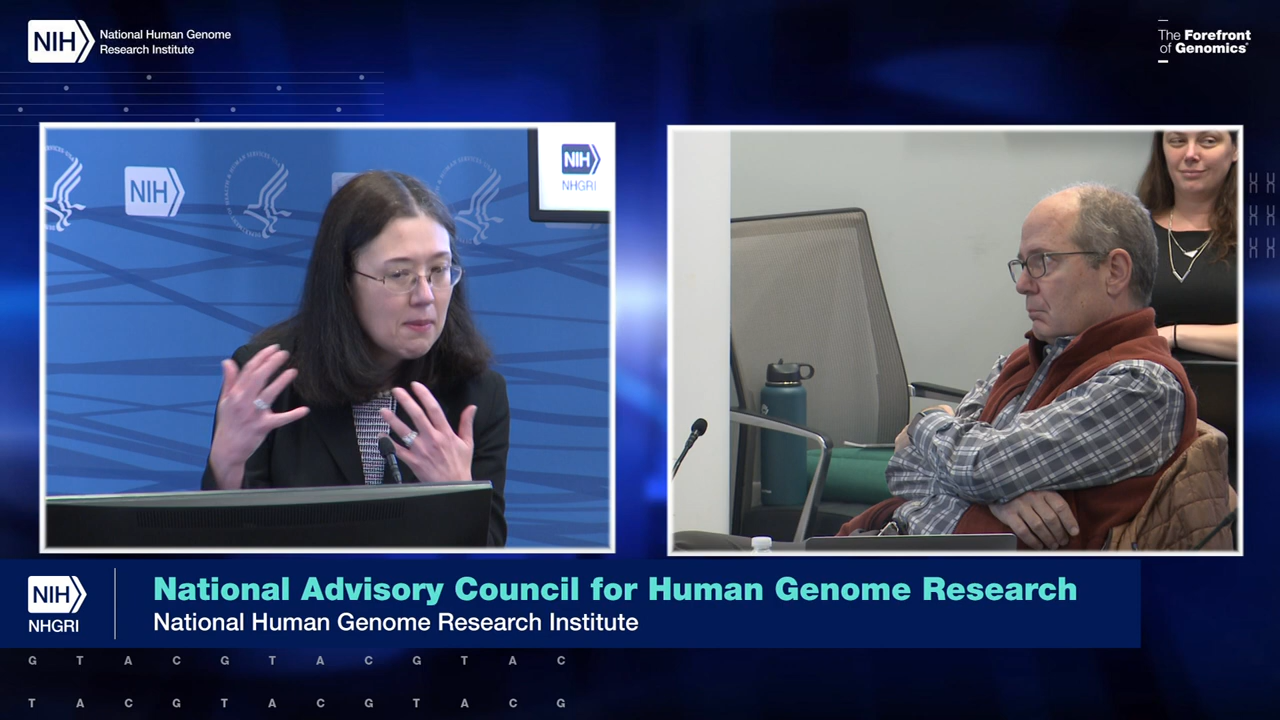 NIH
National Human Genome
Research Institute
The Forefront
of Genomics®
NIH
NIH
NHGRI
NIH
NHGRI
National Advisory Council for Human Genome Research
National Human Genome Research Institute
G T A C G T A C G T A C
T A C G T A C G T A C G